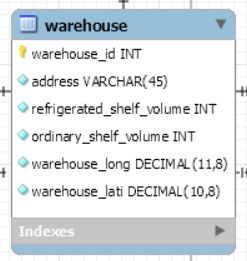 warehouse
warehouse_id INT
address VARCHAR(45)
refrigerated_shelf_volume INT
ordinary_shelf_volume INT
warehouse_long DECIMAL(11,8)
warehouse_lati DECIMAL(10,8)
Indexes